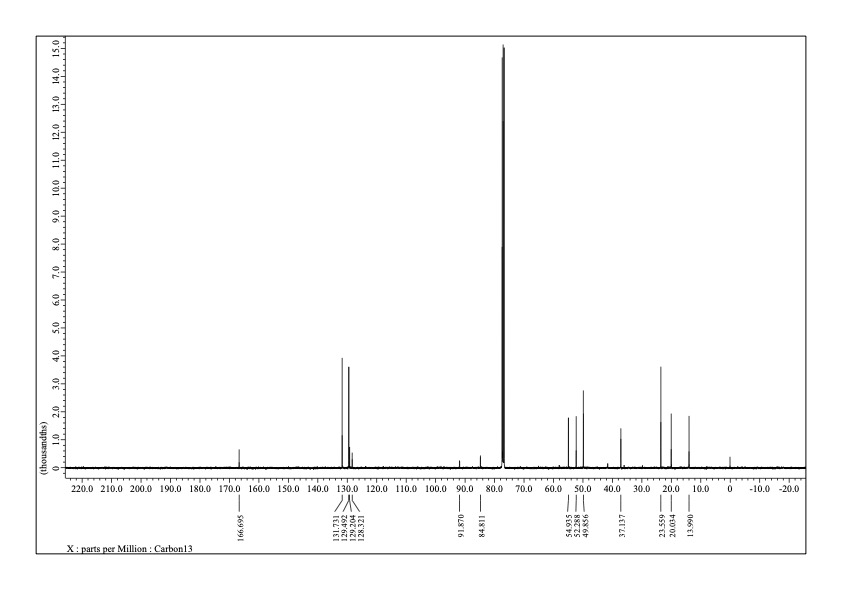 (thousandths)
0 1.0 2.0 3.0 4.0 5.0 6.0 7.0 8.0 9.0 10.0 11.0 12.0 13.0 14.0 15.0
220.0 210.0 200.0 190.0 180.0 170.0 160.0 150.0 140.0 130.0 120.0 110.0 100.0 90.0 80.0 70.0 60.0 50.0 40.0 30.0 20.0 10.0 0 -10.0 -20.0
166.695 131.731 129.492 129.204 128.321 91.870 84.811 54.935 52.288 49.856 37.137 23.559 20.034 13.990
X : parts per Million : Carbon13